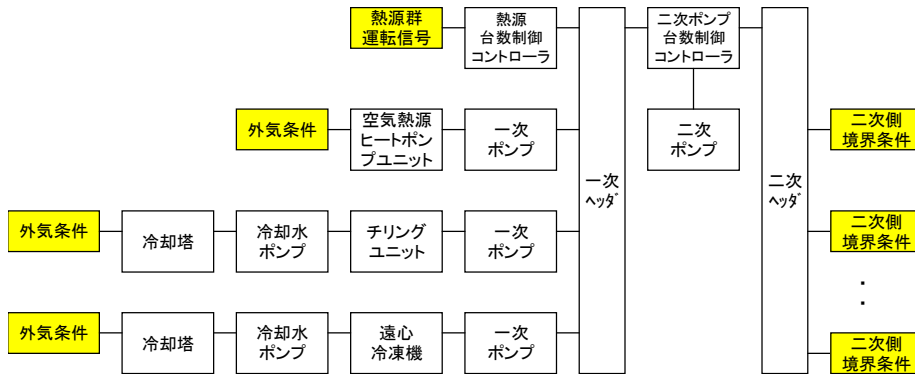 熱源群
運転信号
熱源
台数制御
コントローラ
二次ポンプ
台数制御
コントローラ
外気条件
空気熱源
ヒートポン
プユニット
一次
ポンプ
二次
ポンプ
二次側
境界条件
一次
ﾍｯﾀﾞ
二次
ﾍｯﾀﾞ
外気条件
冷却塔
冷却水
ポンプ
チリング
ユニット
一次
ポンプ
二次側
境界条件
・
・
外気条件
冷却塔
冷却水
ポンプ
遠心
冷凍機
一次
ポンプ
二次側
境界条件